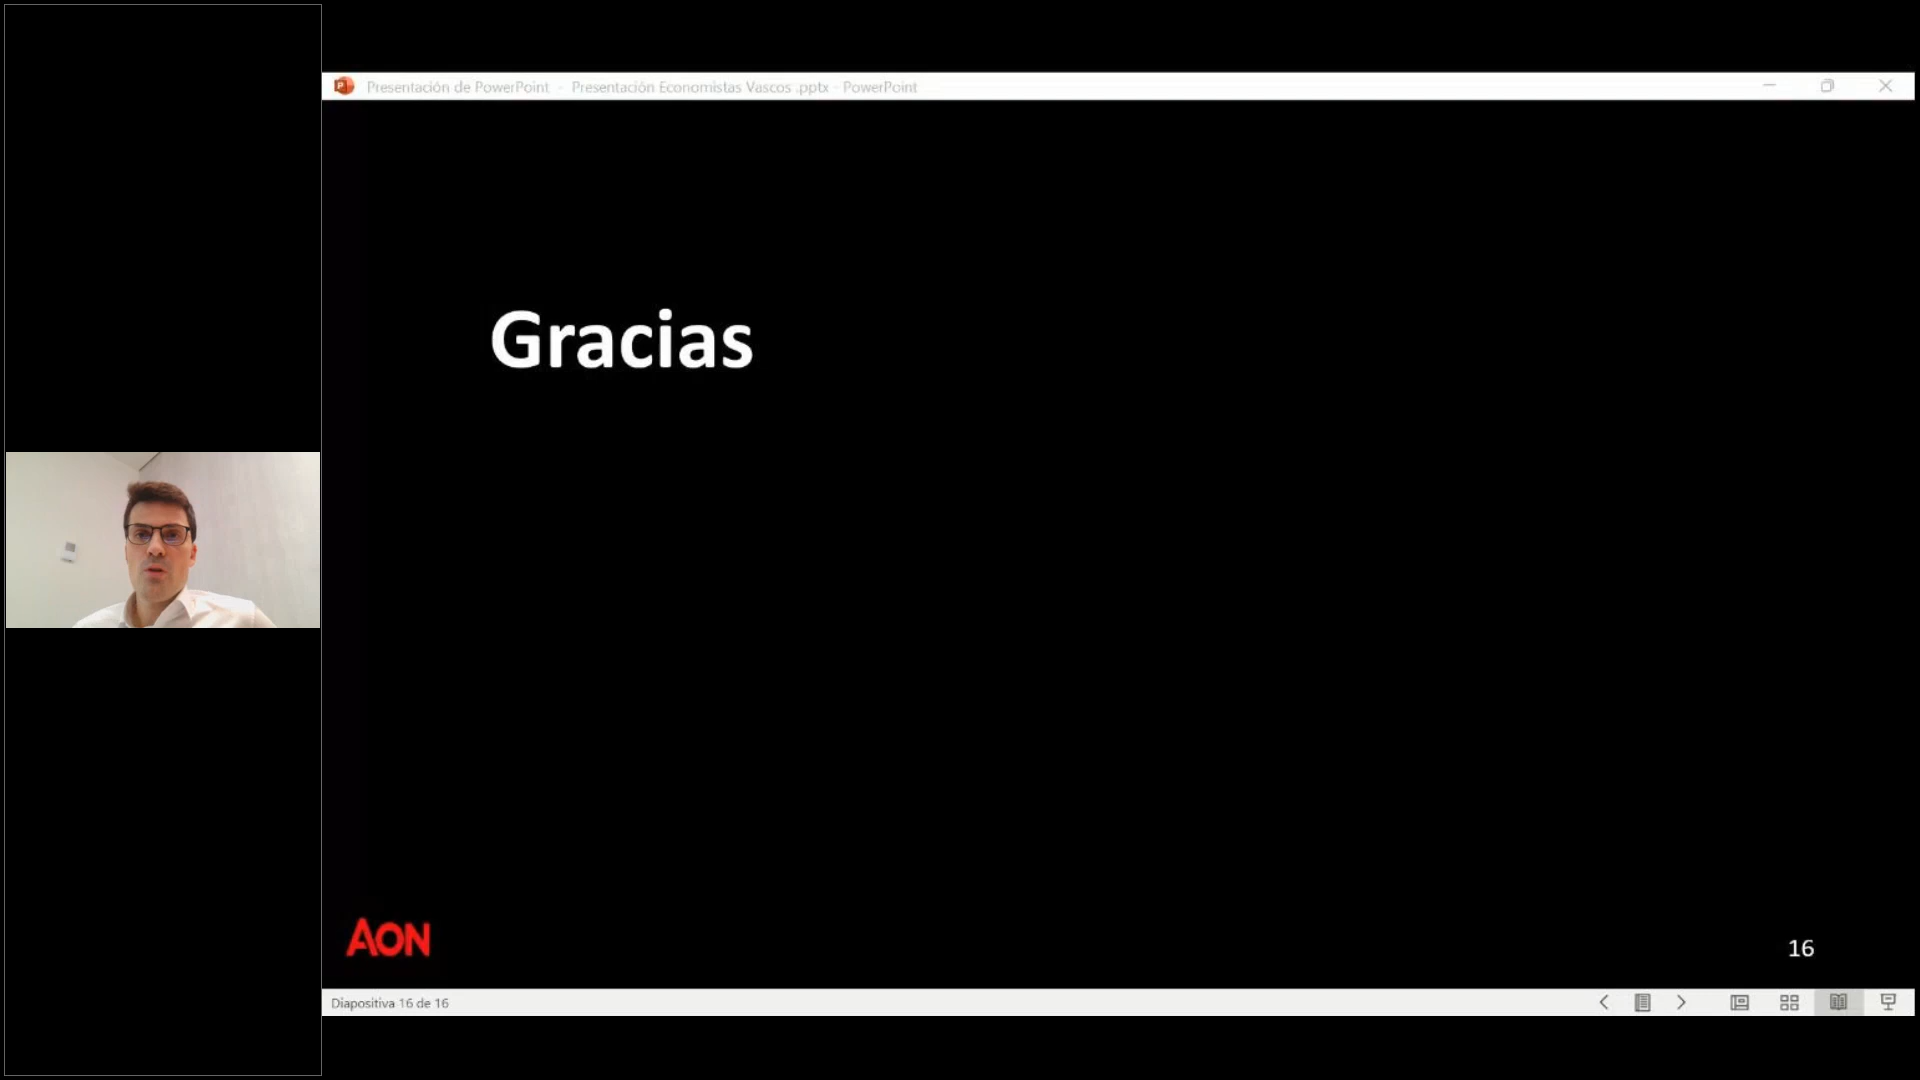 Presentación de PowerPoint - Presentación Economistas Vascos .pptx - PowerPoint
Gracias
AON
16
Diapositiva 16 de 16